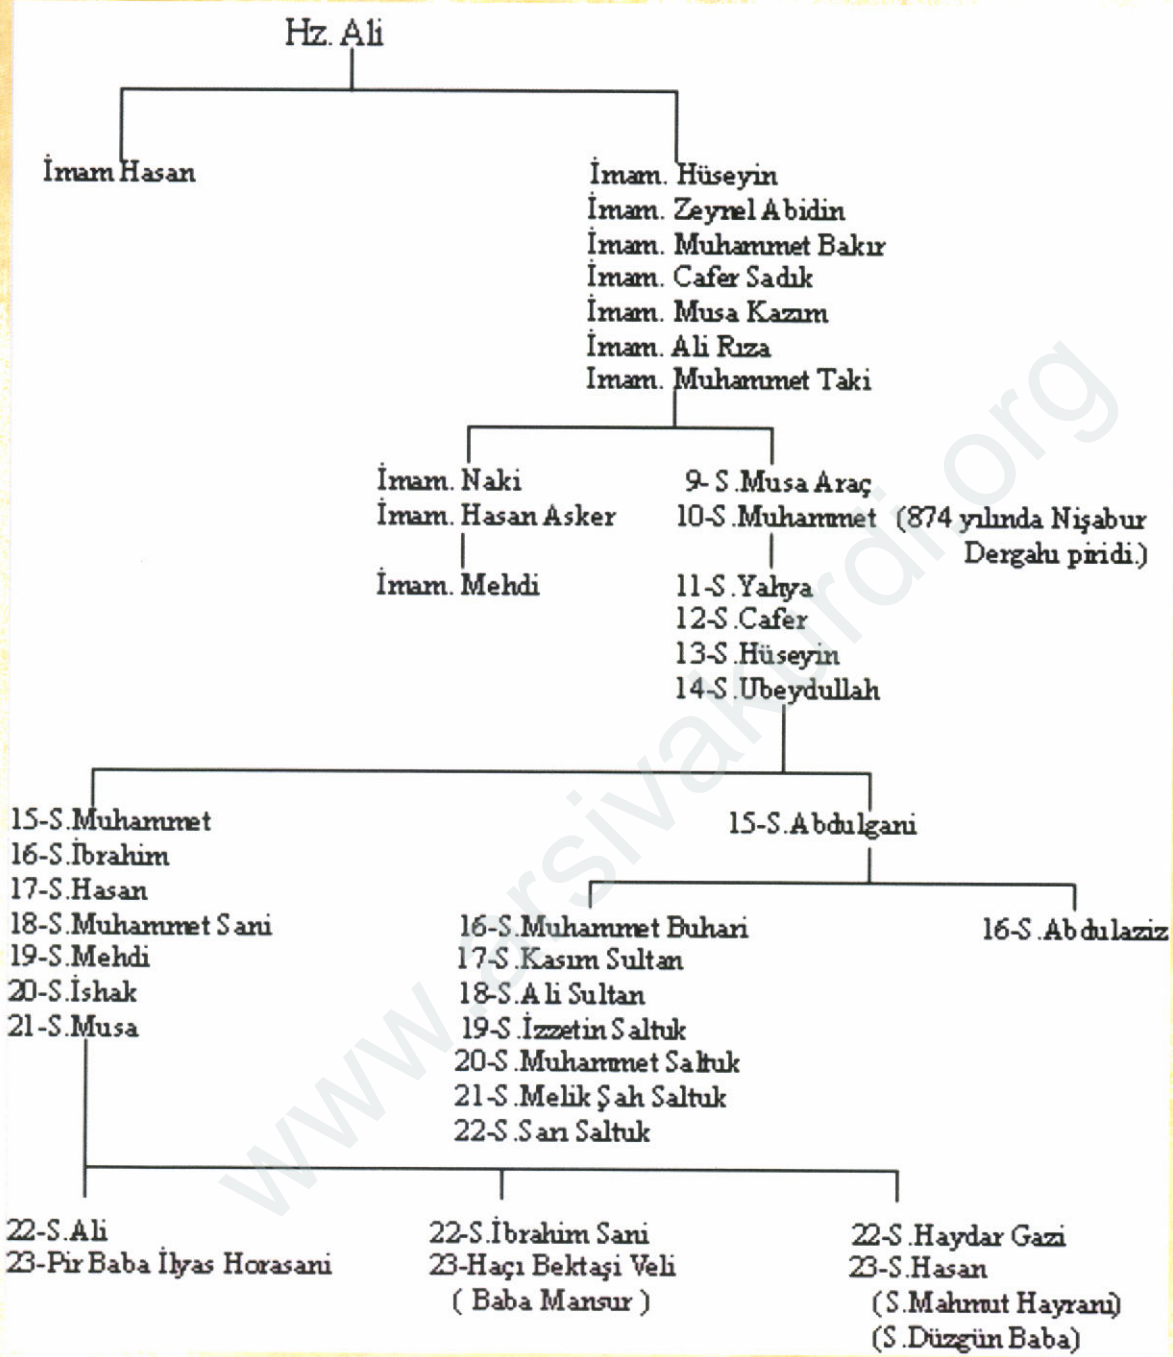 Hz. Ali
İmam Hasan
İmam. Hüseyin
İmam. Zeynel Abidin
İmam. Muhammet Bakır
İmam. Cafer Sadık
İmam. Musa Kazım
İmam. Ali Rıza
İmam. Muhammet Taki
İmam. Naki
İmam. Hasan Asker
İmam. Mehdi
9- S.Musa Araç
10-S.Muhammet (874 yılında Nişabur
Dergahı piridi.)
11-S.Yahya
12-S.Cafer
13-S.Hüseyin
14-S.Ubeydullah
15-S.Muhammet
16-S.İbrahim
17-S.Hasan
18-S.Muhammet Sani
19-S.Mehdi
20-S.İshak
21-S.Musa
15-S.Abdulgani
16-S.Muhammet Buhari
17-S.Kasım Sultan
18-S.Ali Sultan
19-S.İzzetin Saltuk
20-S.Muhammet Saltuk
21-S.Melik Şah Saltuk
22-S.Sarı Saltuk
16-S.Abdulaziz
22-S.Ali
23-Pir Baba İlyas Horasani
22-S.İbrahim Sani
23-Haçı Bektaşi Veli
( Baba Mansur )
22-S.Haydar Gazi
23-S.Hasan
(S.Mahmut Hayrani)
(S.Düzgün Baba)
www.arsivakurdi.org